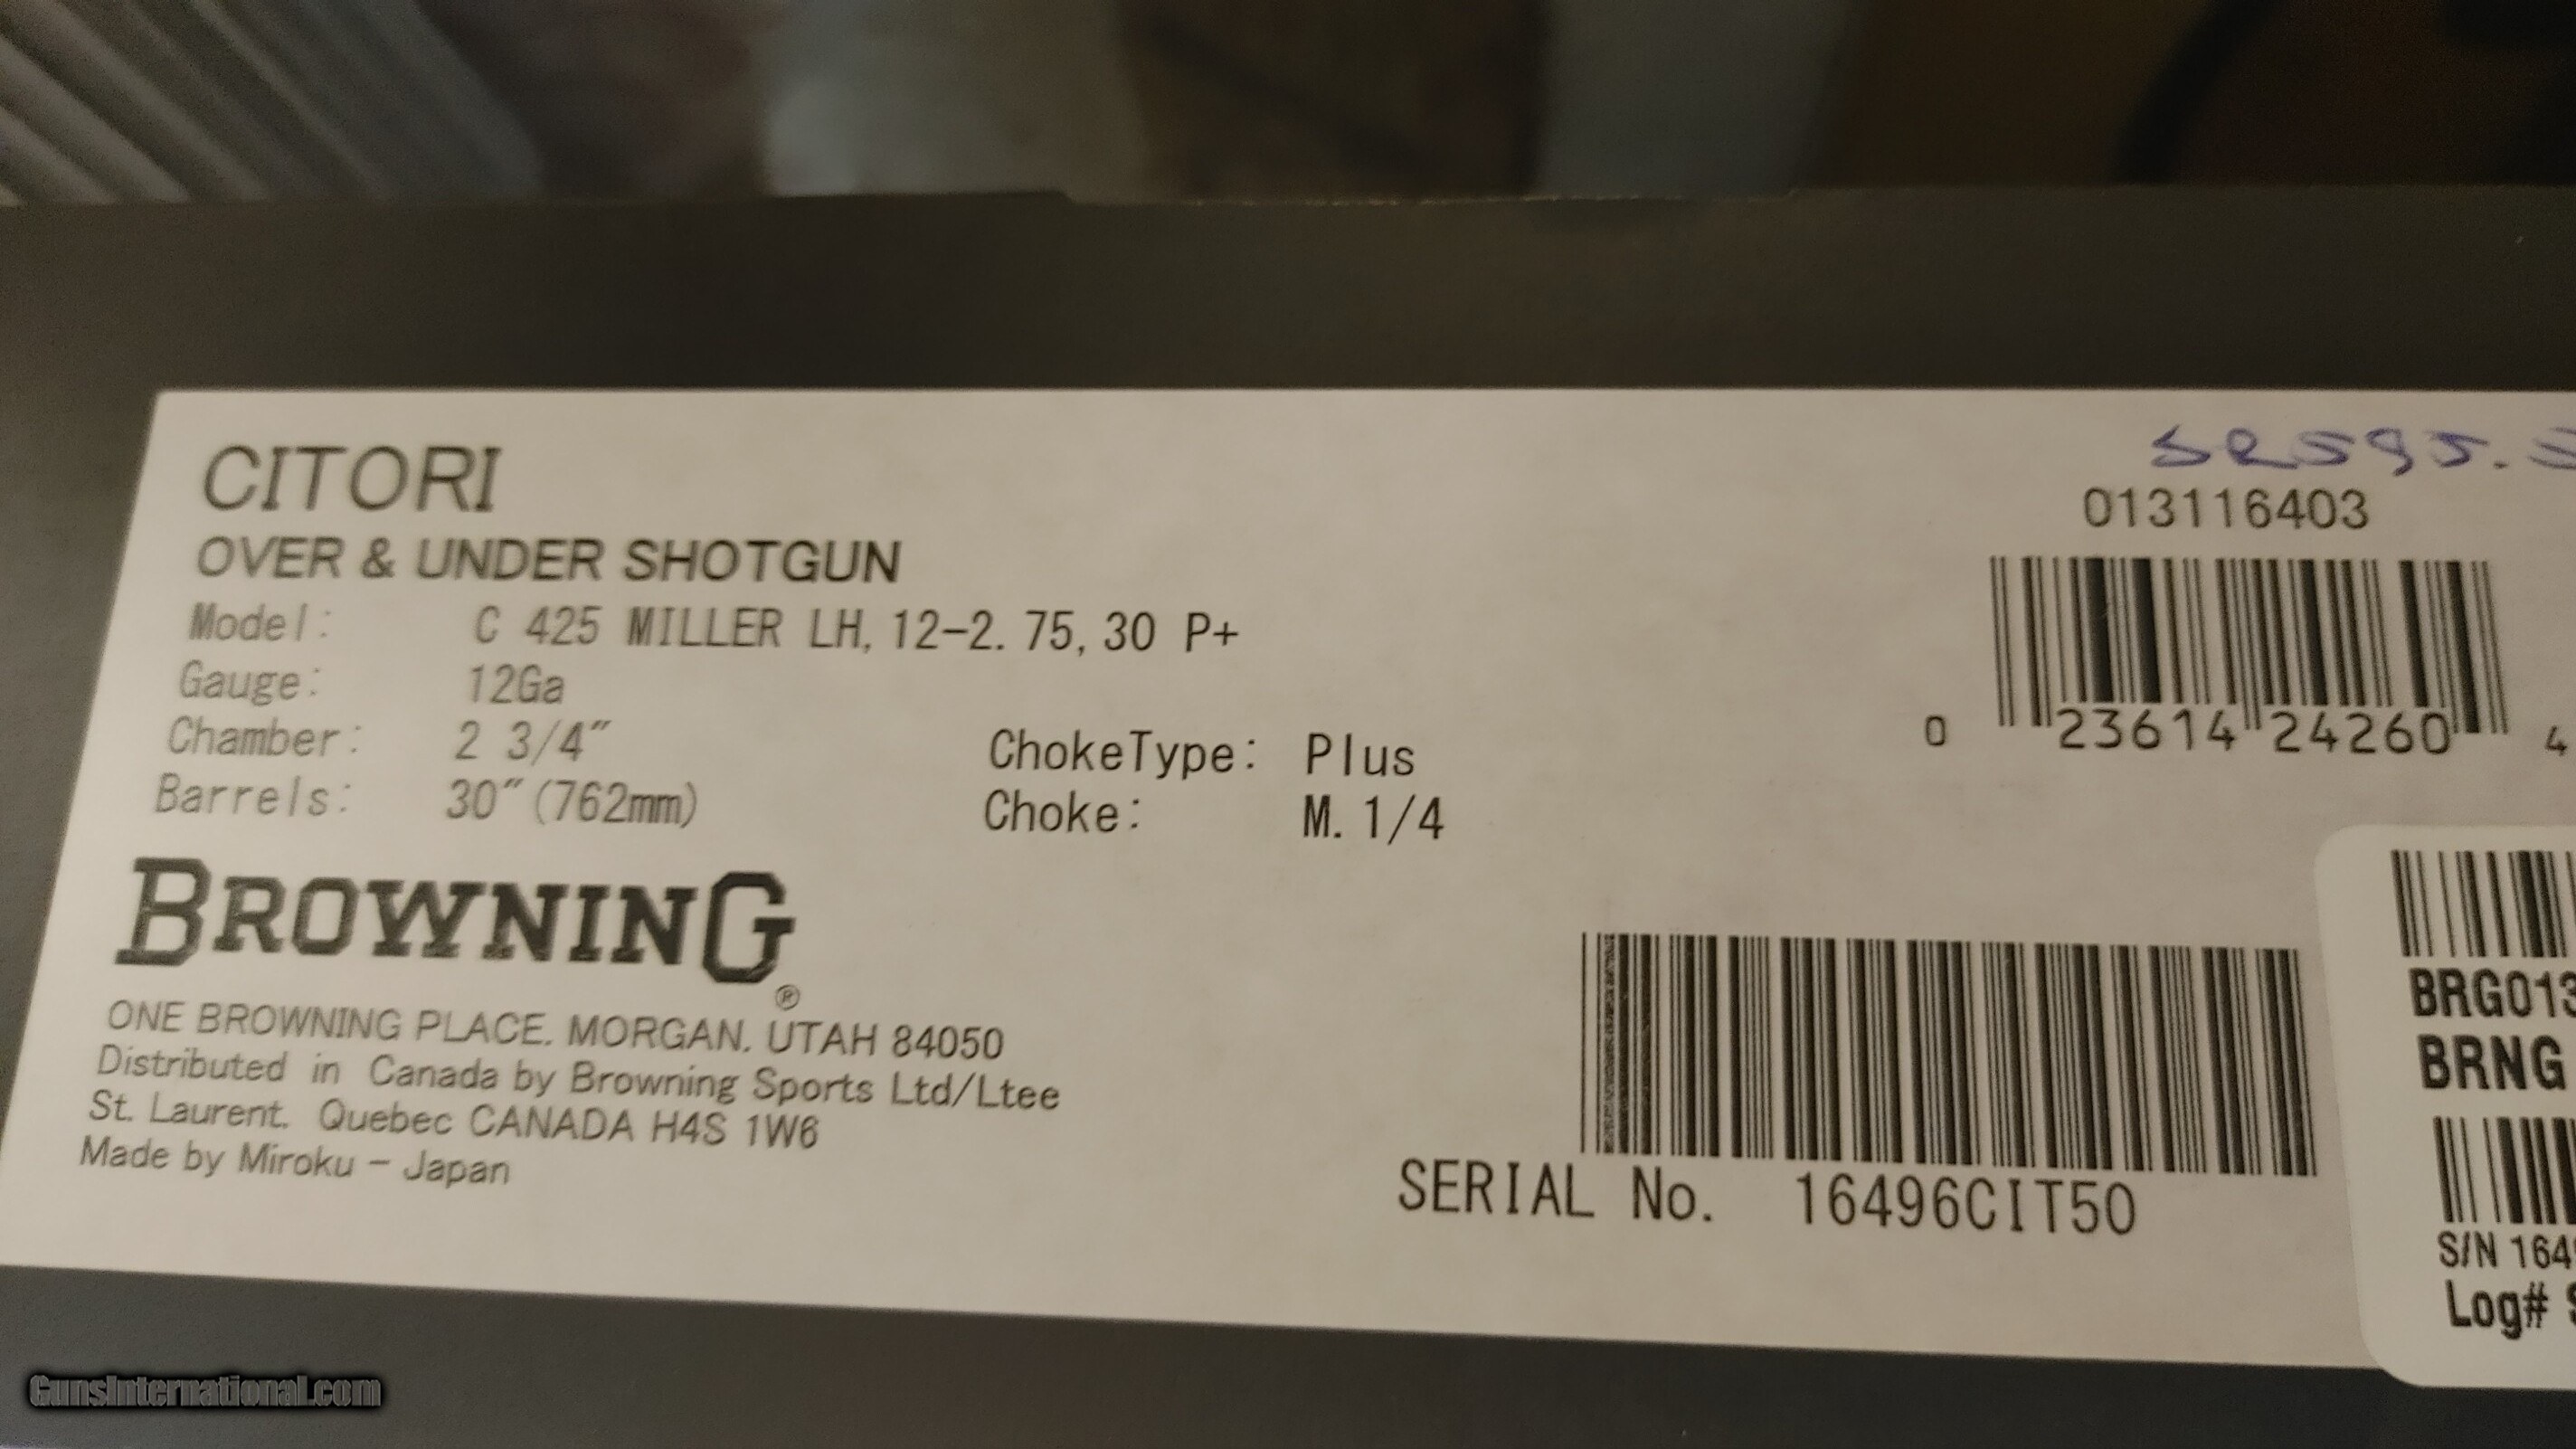 CITORI
OVER & UNDER SHOTGUN
Model: C 425 MILLER LH, 12-2. 75, 30 P+
Gauge: 12Ga
Chamber: 2 3/4"
Barrels: 30" (762mm)
ChokeType: Plus
Choke: M. 1/4
BROWNING®
ONE BROWNING PLACE. MORGAN. UTAH 84050
Distributed in Canada by Browning Sports Ltd/Ltee
St. Laurent. Quebec CANADA H4S 1W6
Made by Miroku - Japan
013116403
0 23614 24260 4
SERIAL No. 16496CIT50
BRG013
BRNG
S/N 164
Log#
GunsInternational.com